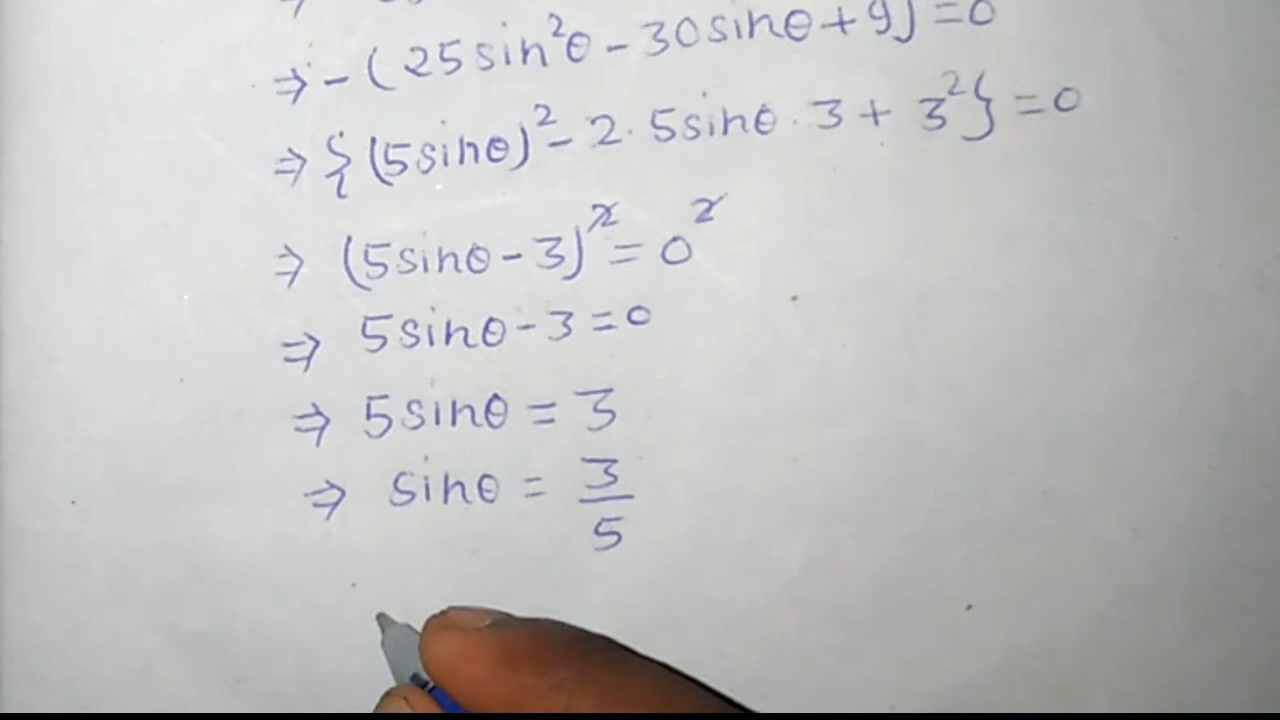 ⇒ - (25sin²θ - 30sinθ + 9) = 0
⇒ {(5sinθ)² - 2. 5sinθ . 3 + 3²} = 0
⇒ (5sinθ - 3)² = 0²
⇒ 5sinθ - 3 = 0
⇒ 5sinθ = 3
⇒ sinθ = 3/5